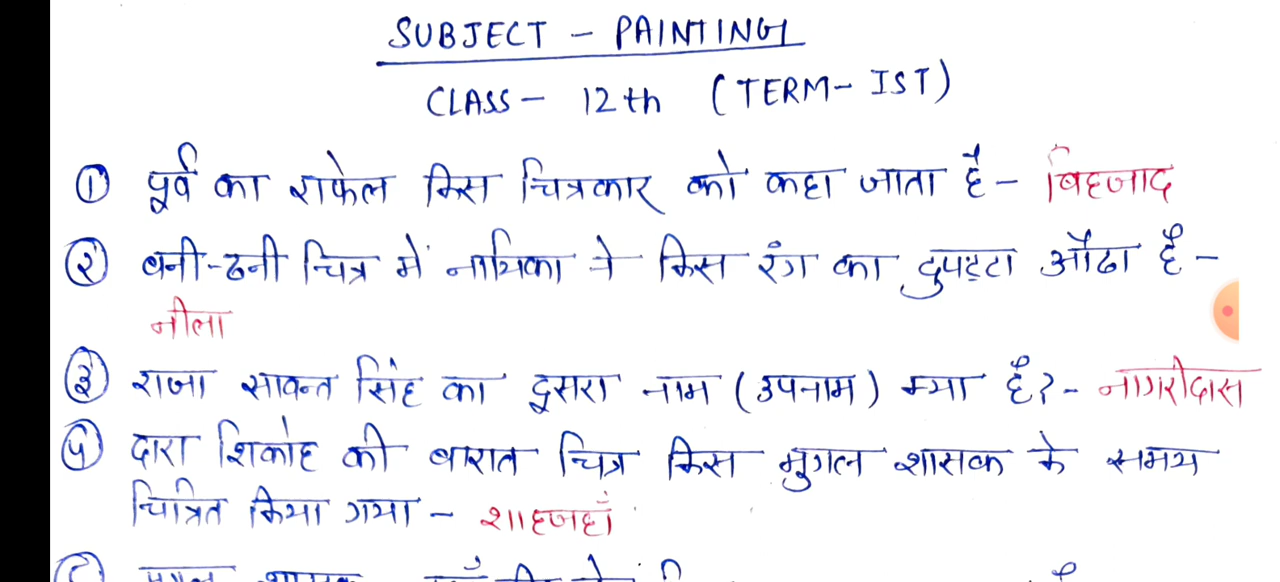 SUBJECT - PAINTING
CLASS - 12th (TERM- IST)
① पूर्व का राफेल किस चित्रकार को कहा जाता है - बिहजाद
② बनी-ठनी चित्र में नायिका ने किस रंग का दुपट्टा ओढा है -
नीला
③ राजा सावन्त सिंह का दूसरा नाम (उपनाम) क्या है? - नागरीदास
④ दारा शिकोह की बारात चित्र किस मुगल शासक के समय
चित्रित किया गया - शाहजहाँ